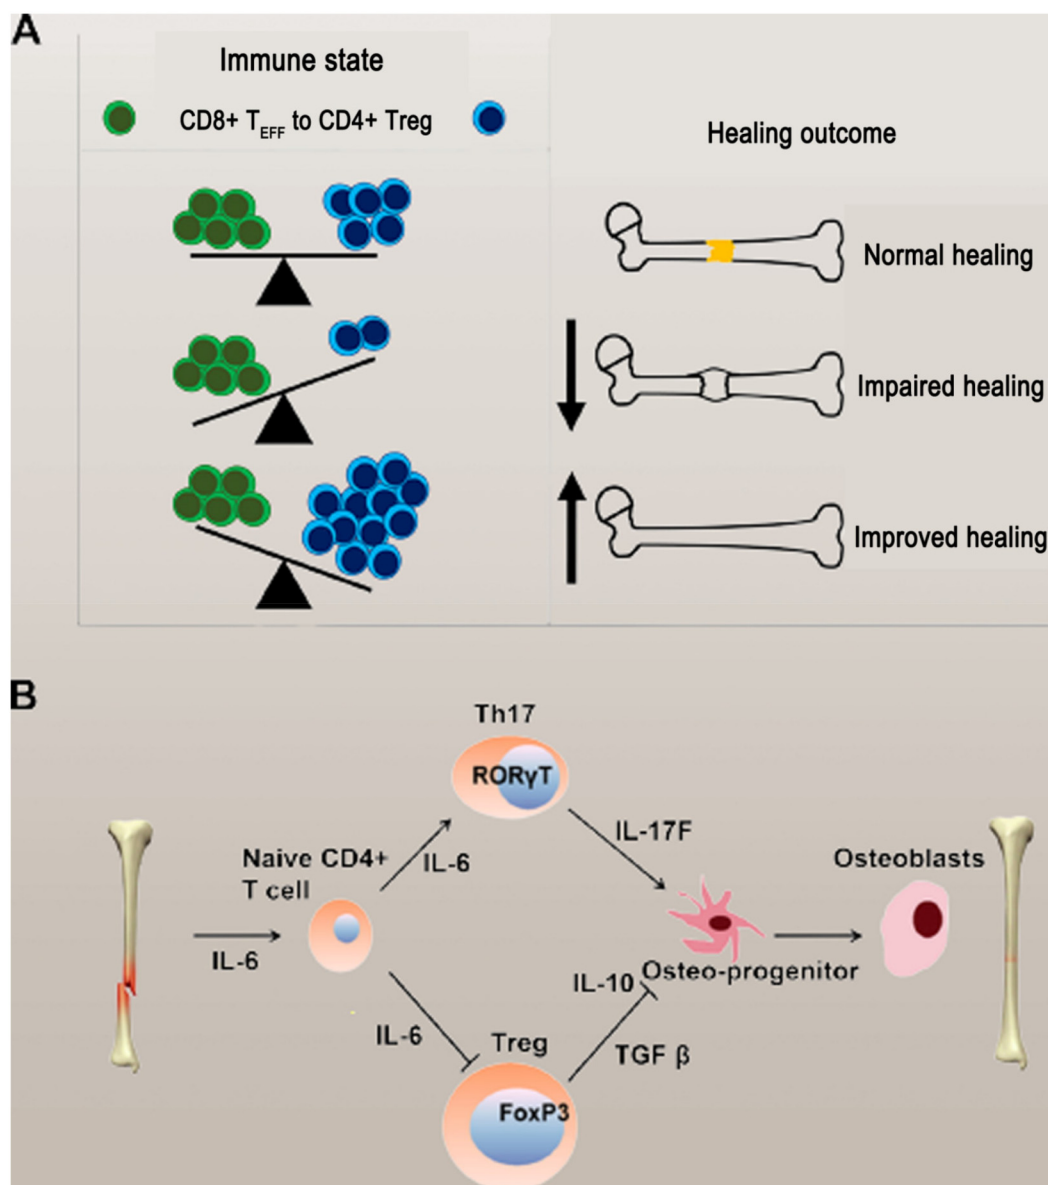 A
Immune state
CD8+ T_EFF to CD4+ Treg
Healing outcome
Normal healing
Impaired healing
Improved healing
B
Th17
RORγT
IL-17F
Naive CD4+
T cell
IL-6
Osteoblasts
IL-6
Osteo-progenitor
IL-10
IL-6
Treg
TGF β
FoxP3